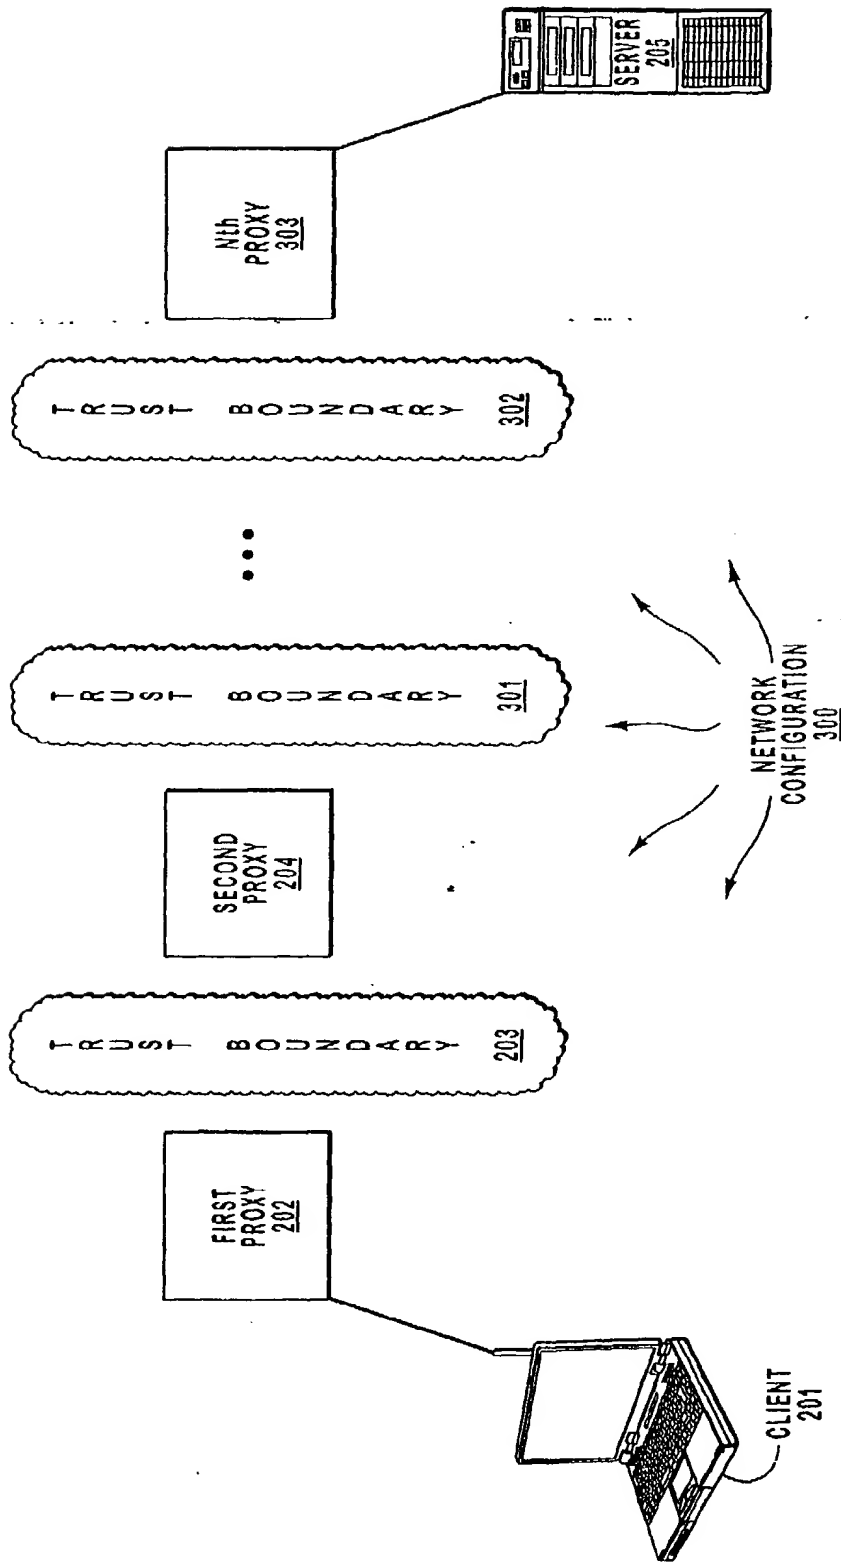 CLIENT
201
FIRST
PROXY
202
TRUST BOUNDARY
203
SECOND
PROXY
204
TRUST BOUNDARY
301
TRUST BOUNDARY
302
Nth
PROXY
303
SERVER
205
NETWORK
CONFIGURATION
300